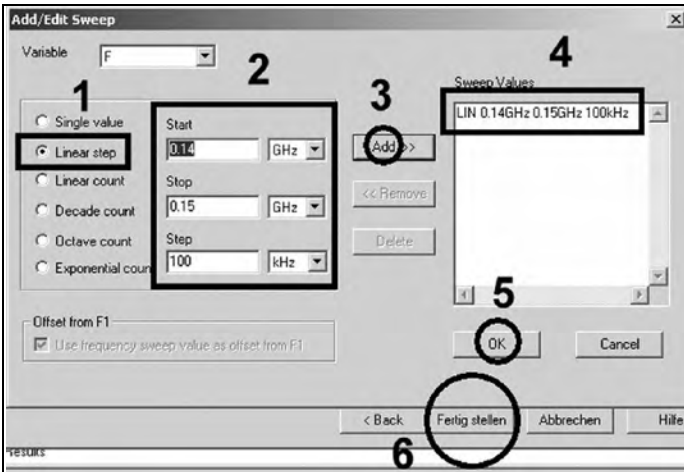 Add/Edit Sweep
Variable F
1
2
3
4
Sweep Values
Single value
Linear step
Linear count
Decade count
Octave count
Exponential coun
Start
0.14 GHz
Stop
0.15 GHz
Step
100 kHz
Add >>
<< Remove
Delete
LIN 0.14GHz 0.15GHz 100kHz
Offset from F1
Use frequency sweep value as offset from F1
5
OK
Cancel
< Back
Fertig stellen
Abbrechen
Hilfe
6